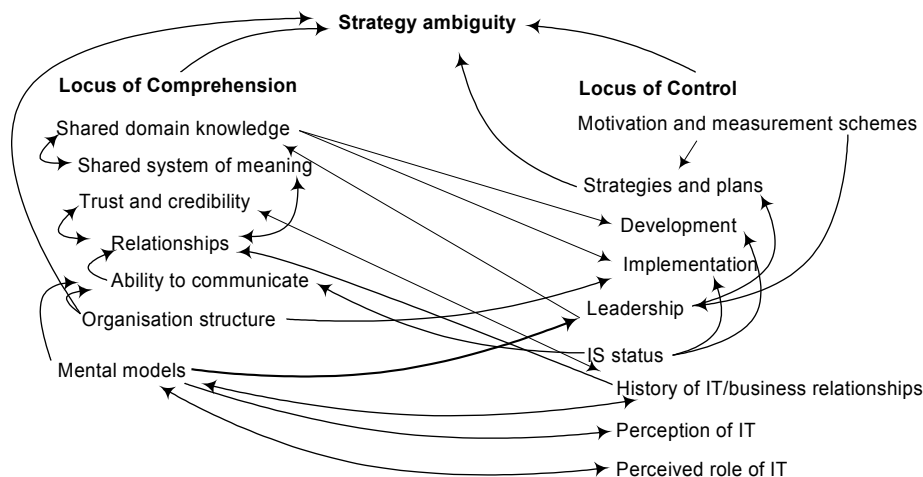 Strategy ambiguity
Locus of Comprehension
Shared domain knowledge
Shared system of meaning
Trust and credibility
Relationships
Ability to communicate
Organisation structure
Mental models
Locus of Control
Motivation and measurement schemes
Strategies and plans
Development
Implementation
Leadership
IS status
History of IT/business relationships
Perception of IT
Perceived role of IT